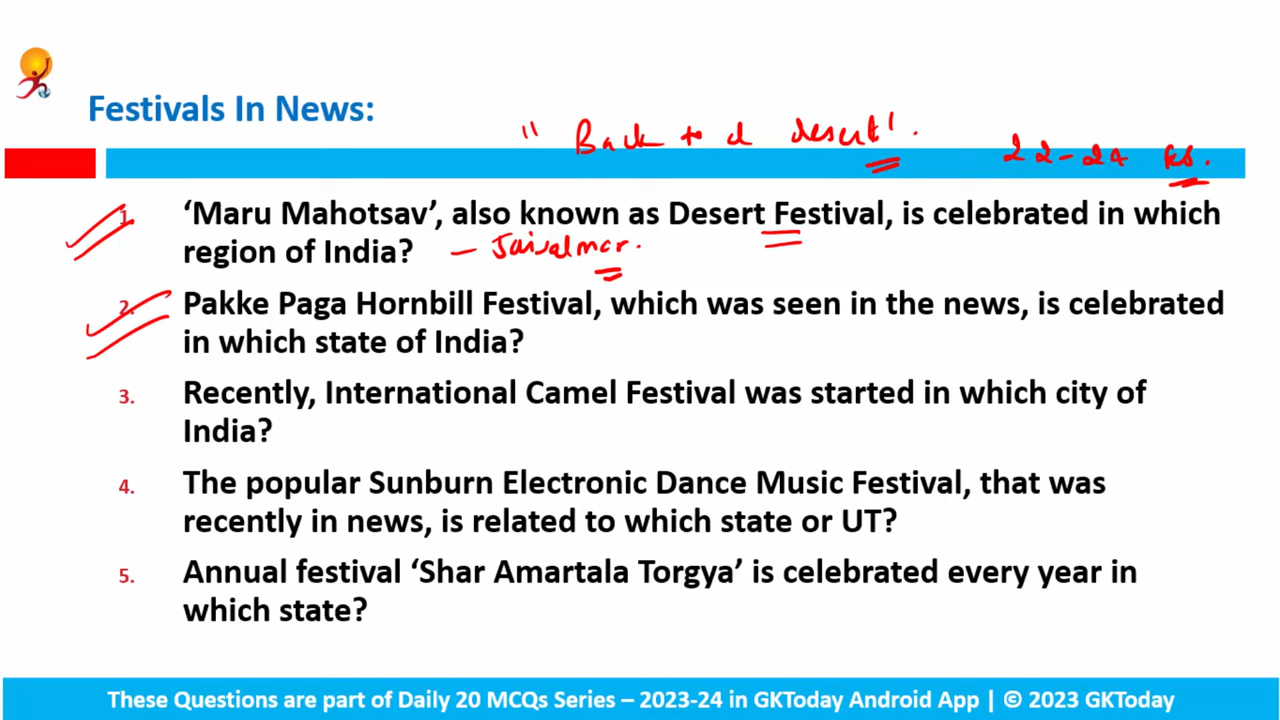 Festivals In News:
" Back to d desert'.
22-24 feb.
1. ‘Maru Mahotsav’, also known as Desert Festival, is celebrated in which
region of India? – Jaisalmar.
2. Pakke Paga Hornbill Festival, which was seen in the news, is celebrated
in which state of India?
3. Recently, International Camel Festival was started in which city of
India?
4. The popular Sunburn Electronic Dance Music Festival, that was
recently in news, is related to which state or UT?
5. Annual festival ‘Shar Amartala Torgya’ is celebrated every year in
which state?
These Questions are part of Daily 20 MCQs Series – 2023-24 in GKToday Android App | © 2023 GKToday